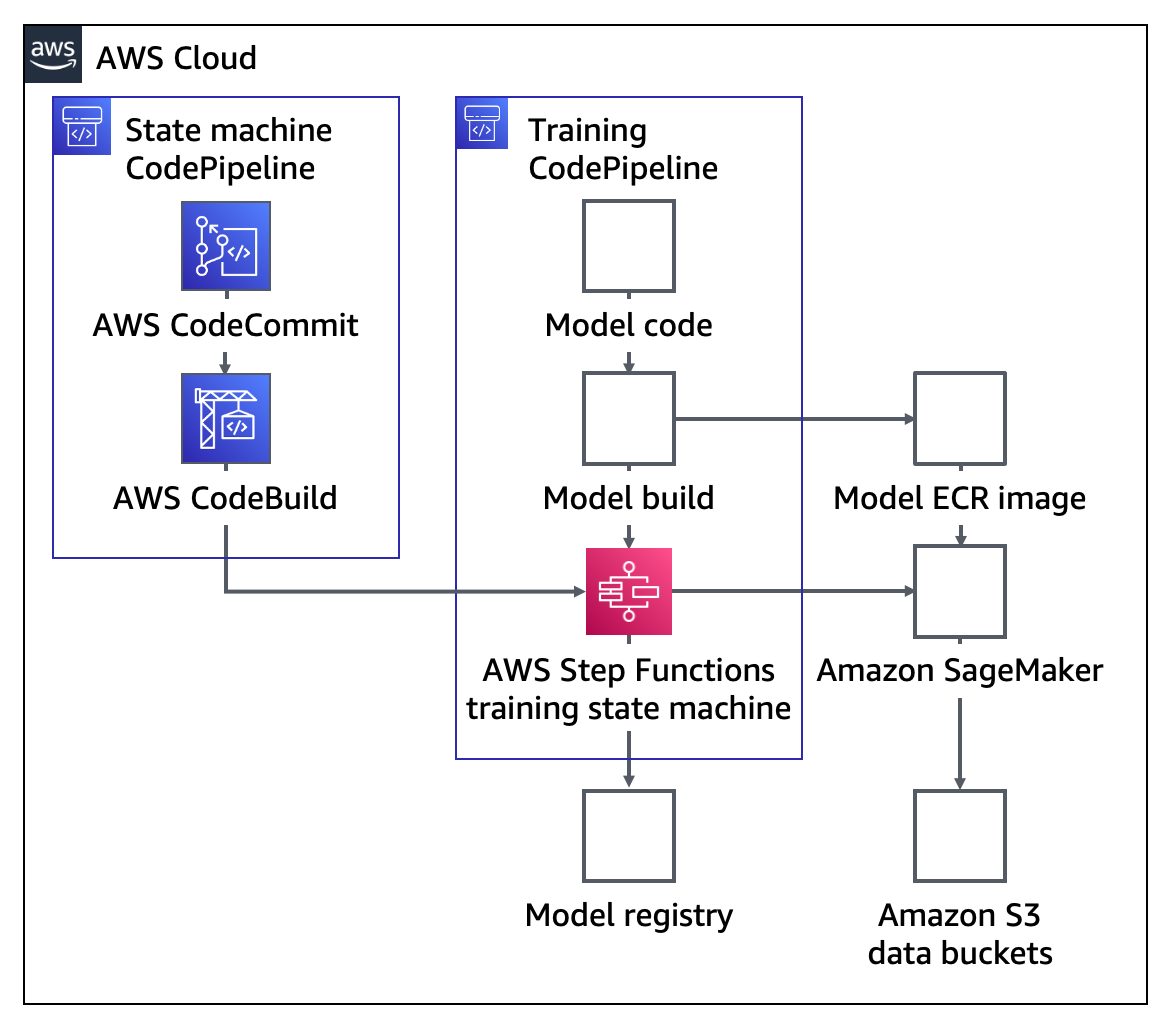 aws
AWS Cloud
State machine
CodePipeline
AWS CodeCommit
AWS CodeBuild
Training
CodePipeline
Model code
Model build
Model ECR image
AWS Step Functions
training state machine
Amazon SageMaker
Model registry
Amazon S3
data buckets